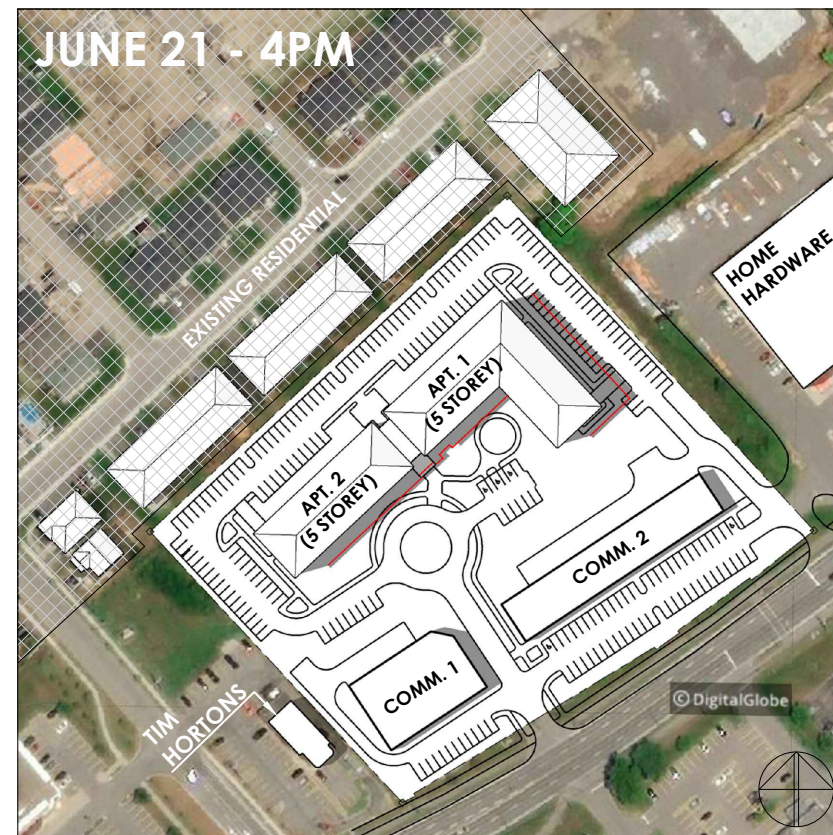 JUNE 21 - 4PM
EXISTING RESIDENTIAL
HOME
HARDWARE
APT. 1
(5 STOREY)
APT. 2
(5 STOREY)
COMM. 2
COMM. 1
TIM
HORTONS
© DigitalGlobe